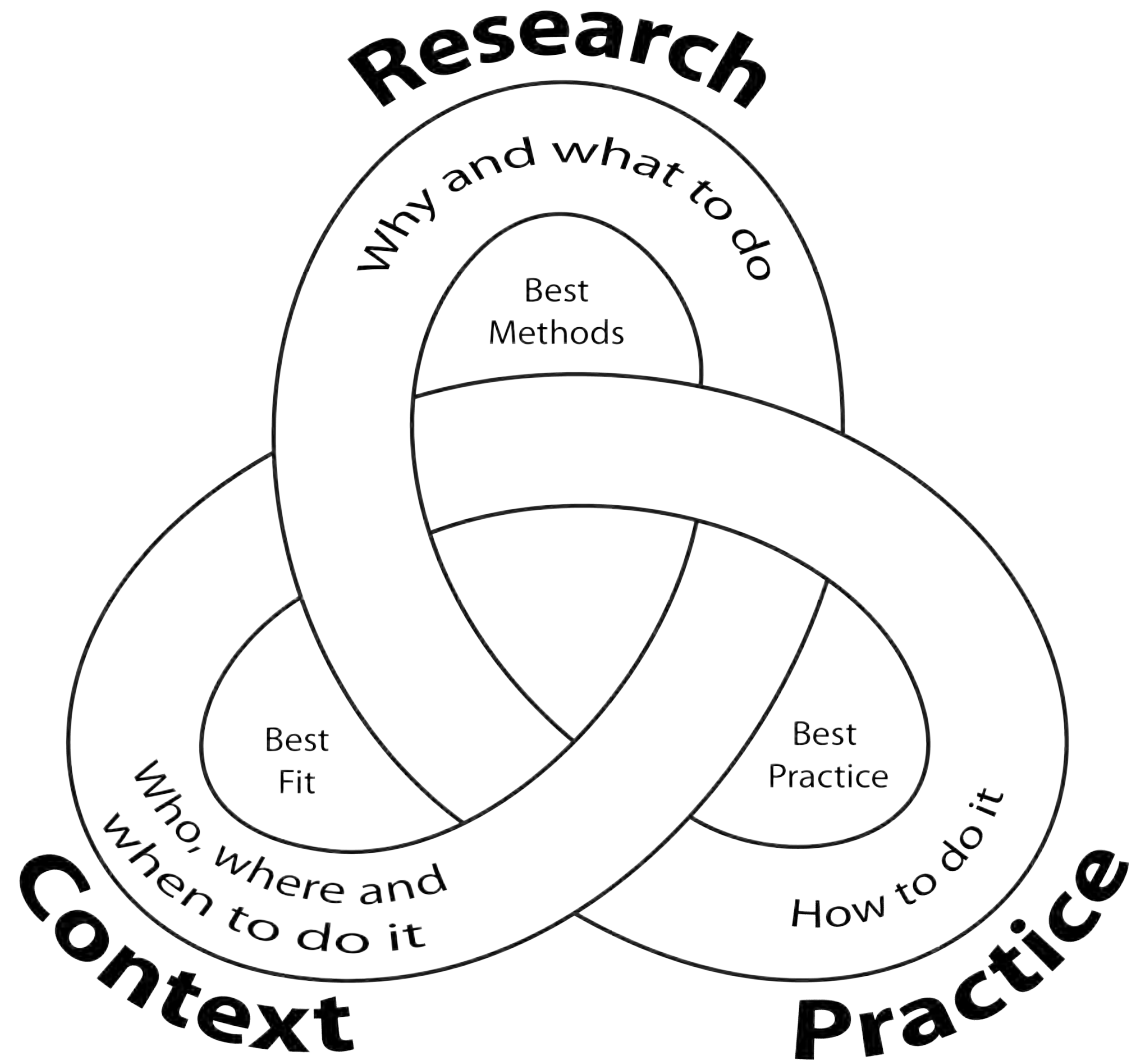 Research
Why and what to do
Best
Methods
Best
Fit
Best
Practice
Who, where and
when to do it
How to do it
Context
Practice